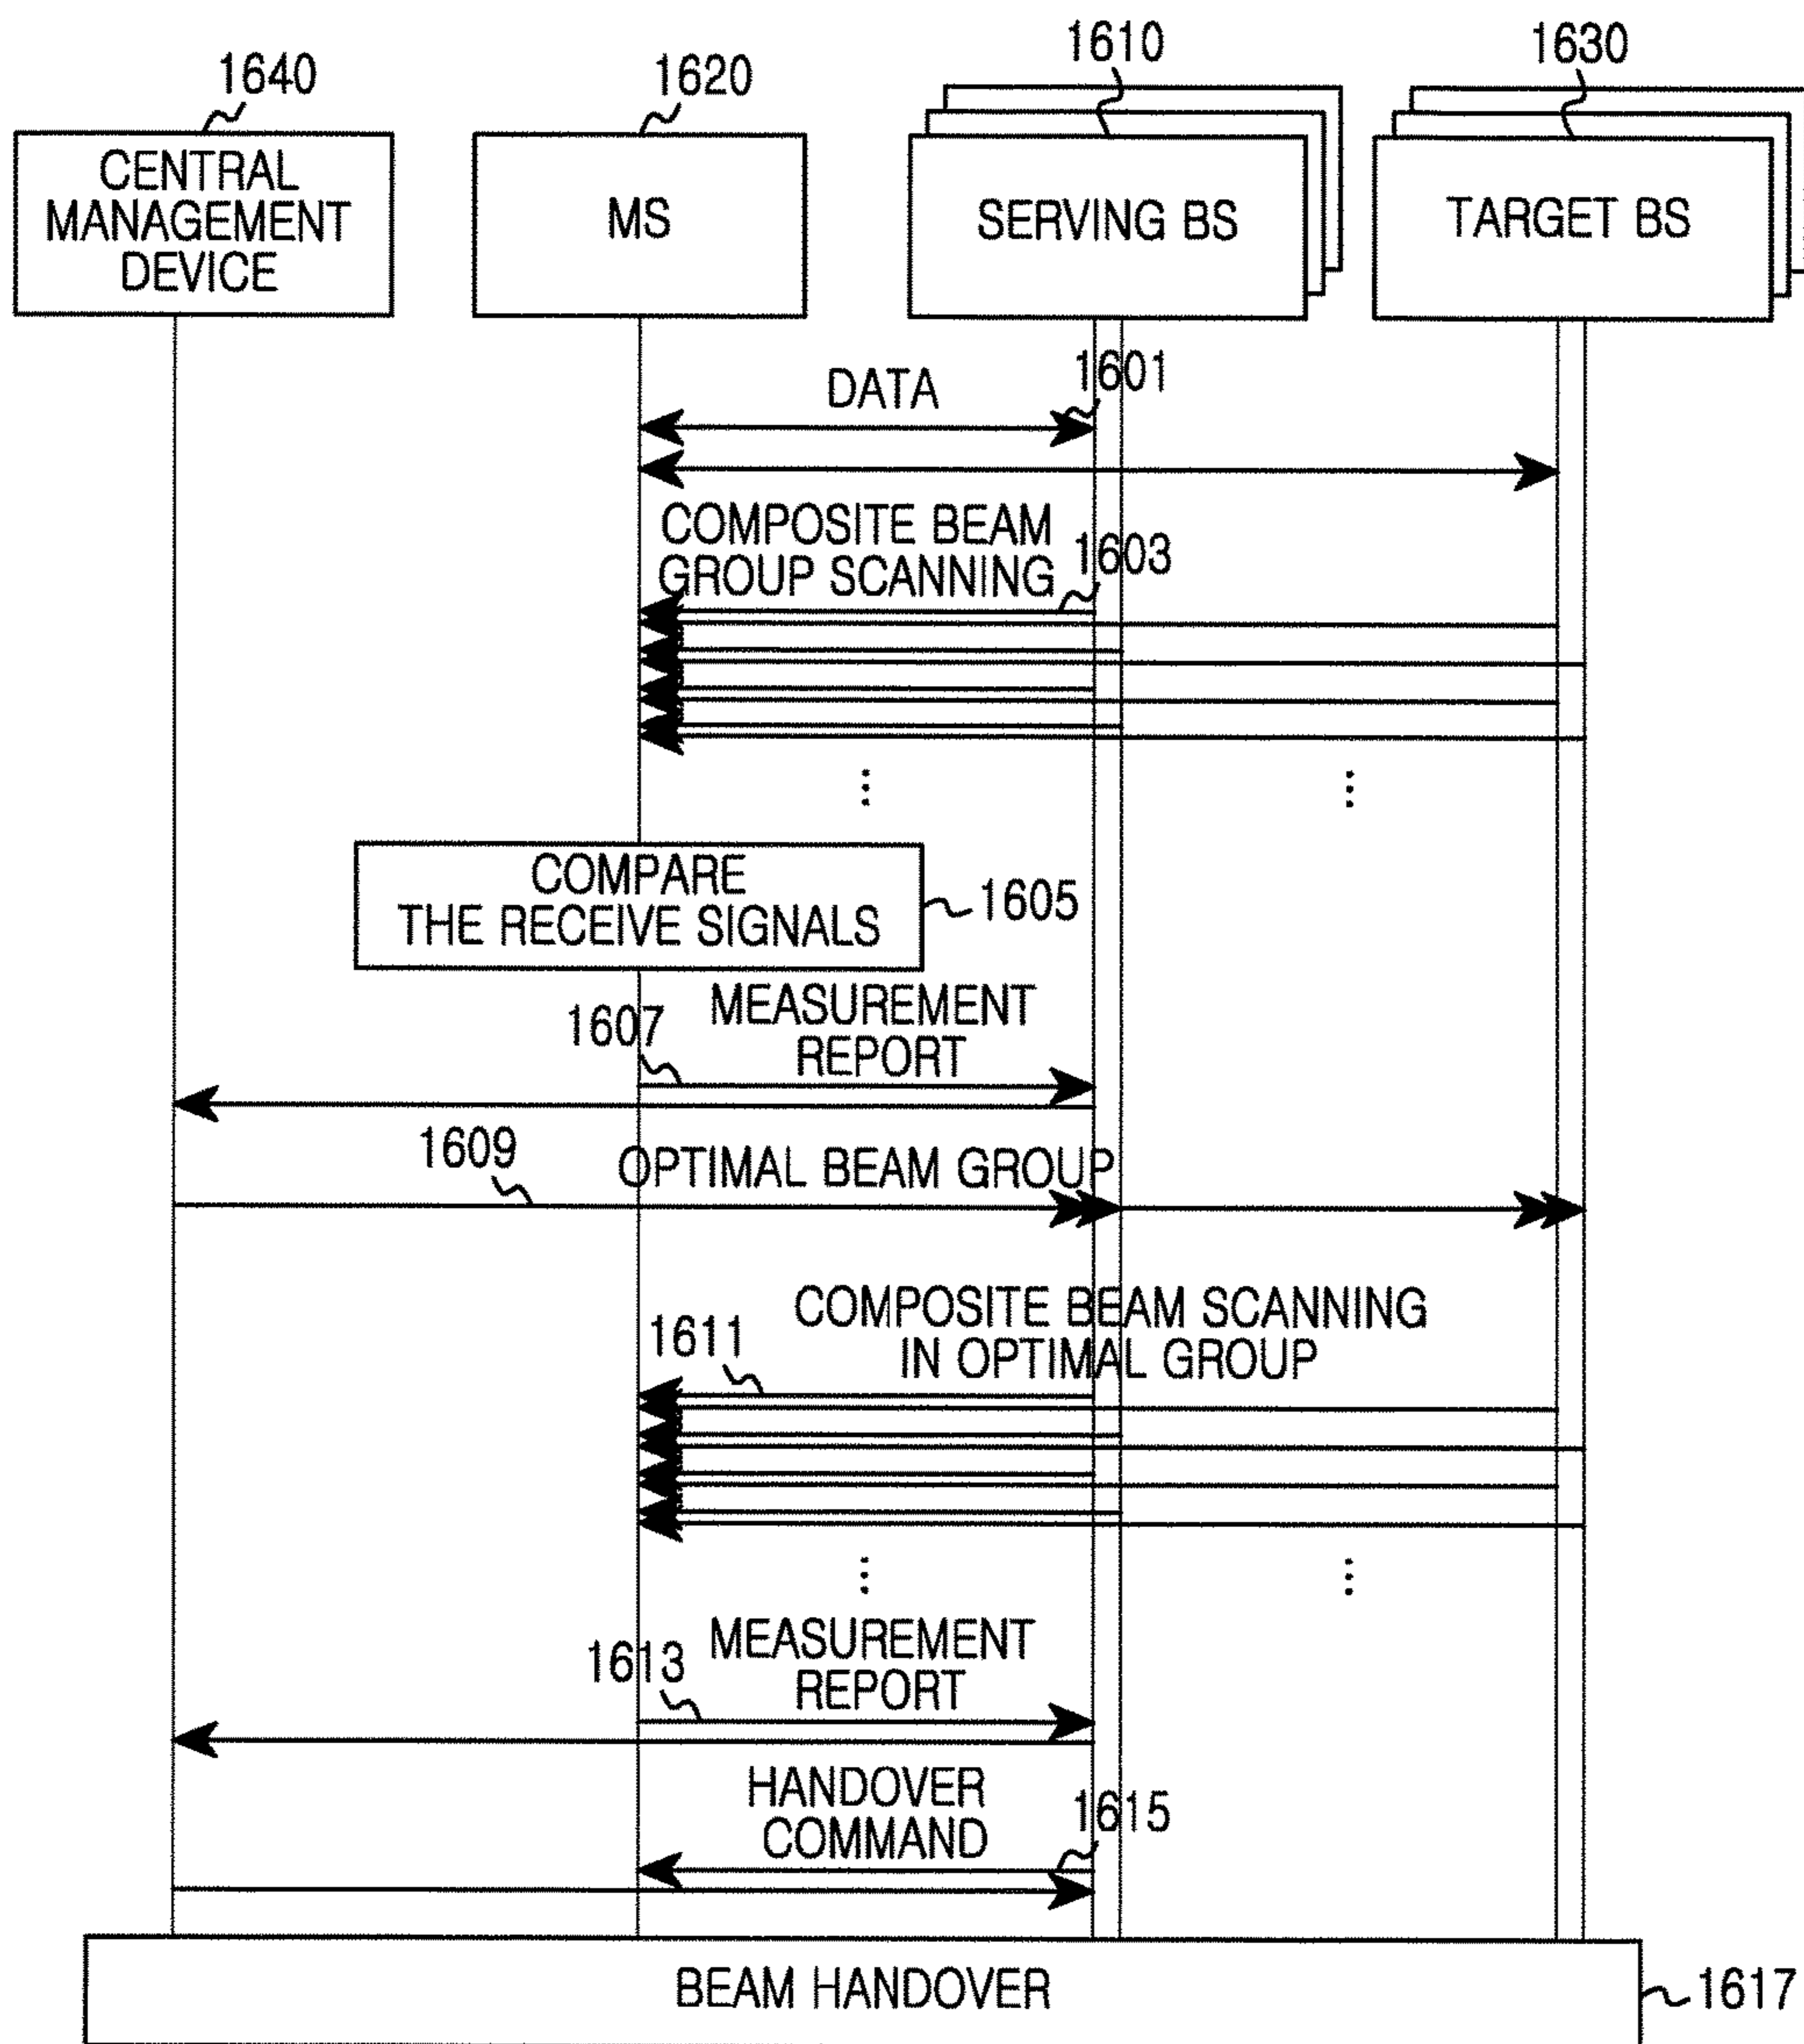 1640
1620
1610
1630
CENTRAL
MANAGEMENT
DEVICE
MS
SERVING BS
TARGET BS
DATA
1601
COMPOSITE BEAM
GROUP SCANNING
1603
COMPARE
THE RECEIVE SIGNALS
1605
MEASUREMENT
REPORT
1607
1609
OPTIMAL BEAM GROUP
COMPOSITE BEAM SCANNING
IN OPTIMAL GROUP
1611
MEASUREMENT
REPORT
1613
HANDOVER
COMMAND
1615
BEAM HANDOVER
1617